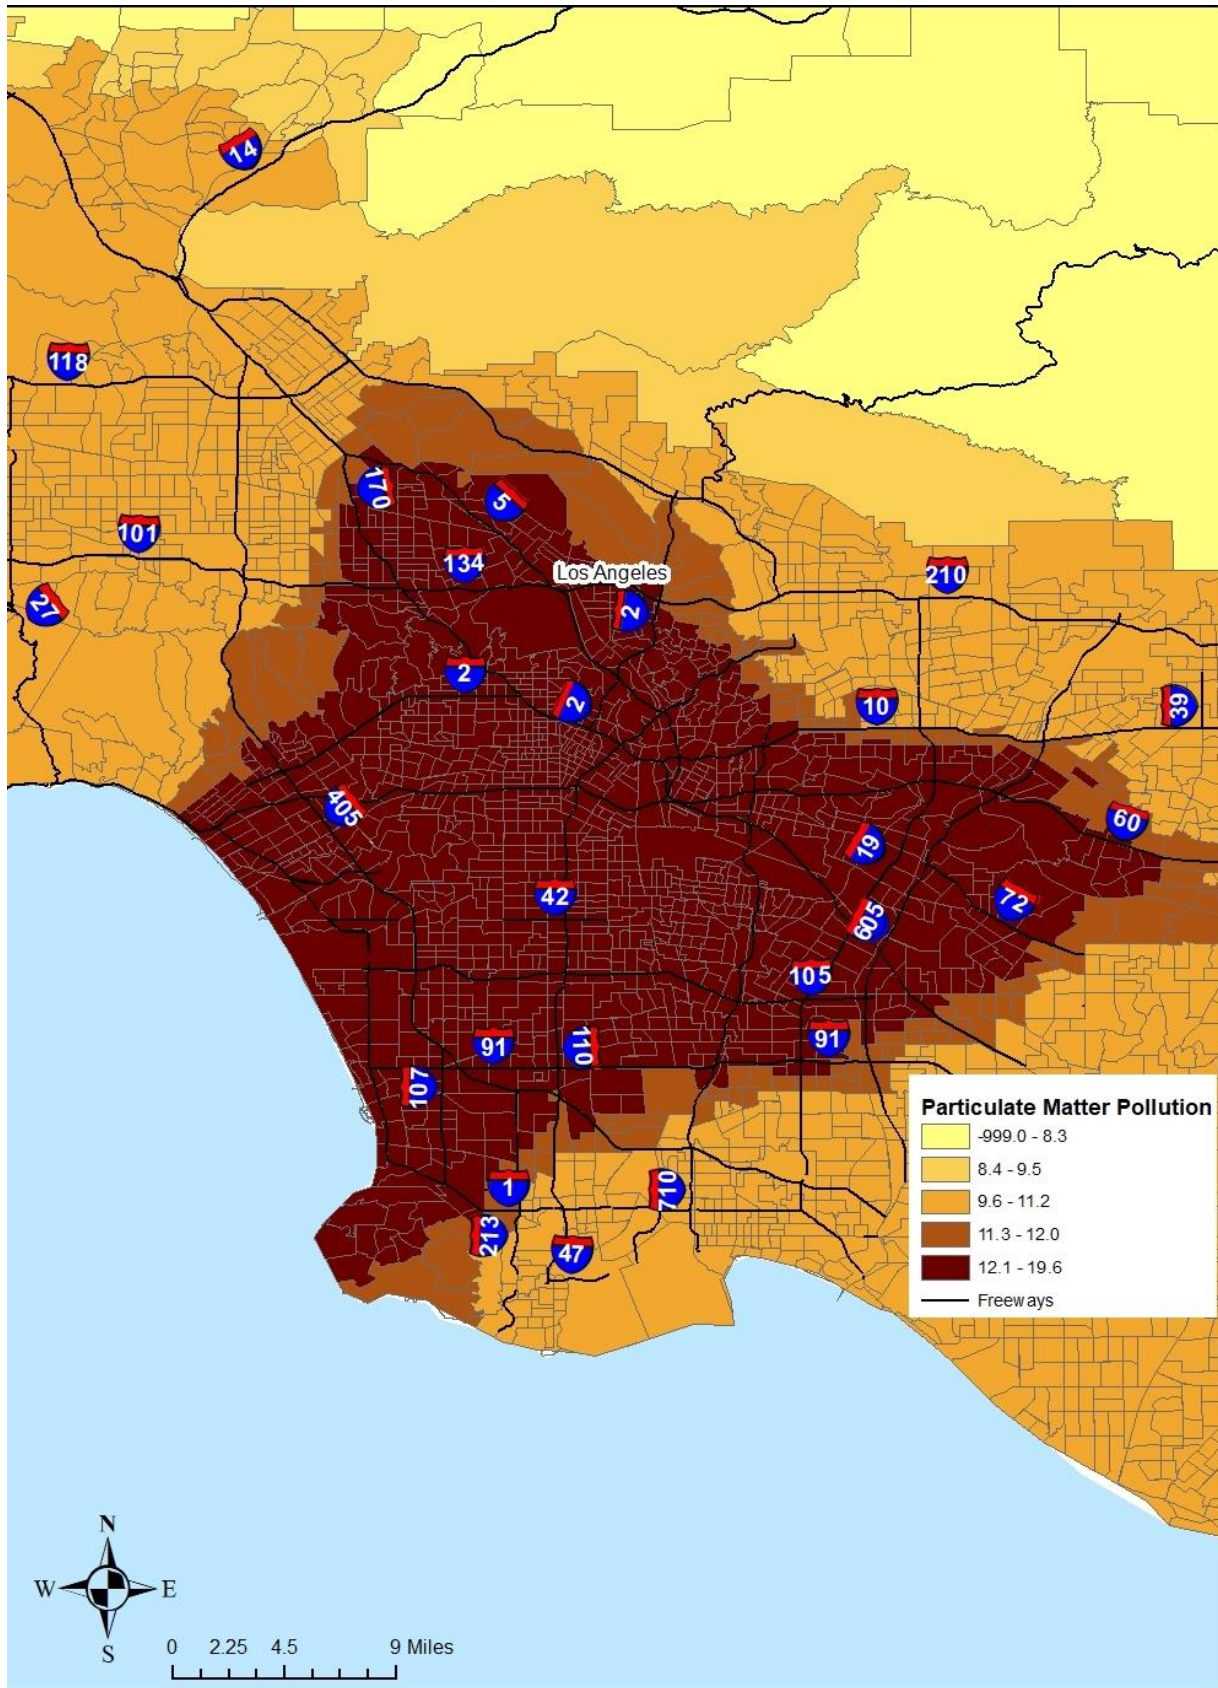 14
118
170
5
101
134
Los Angeles
210
27
2
2
2
10
39
405
60
19
42
72
605
105
91
110
91
107
Particulate Matter Pollution
-999.0 - 8.3
8.4 - 9.5
9.6 - 11.2
11.3 - 12.0
12.1 - 19.6
Freeways
1
710
213
47
N
W E
S
0 2.25 4.5 9 Miles